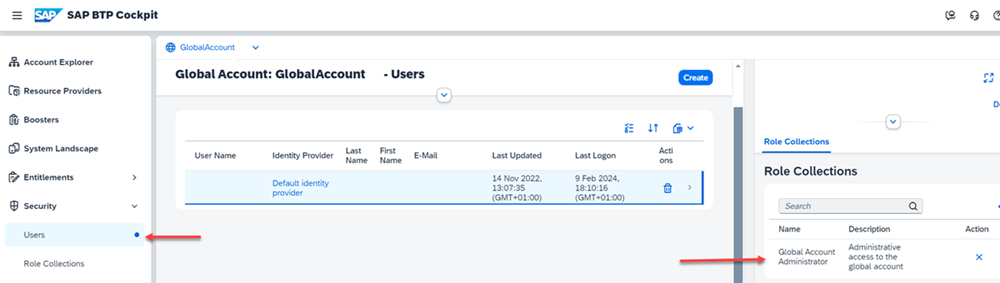 SAP SAP BTP Cockpit
Account Explorer
Resource Providers
Boosters
System Landscape
Entitlements
Security
Users
Role Collections
GlobalAccount
Global Account: GlobalAccount - Users
Create
User Name Identity Provider Last Name First Name E-Mail Last Updated Last Logon Acti ons
Default identity
provider
14 Nov 2022,
13:07:35
(GMT+01:00)
9 Feb 2024,
18:10:16
(GMT+01:00)
Role Collections
Role Collections
Search
Name Description Action
Global Account
Administrator
Administrative
access to the
global account